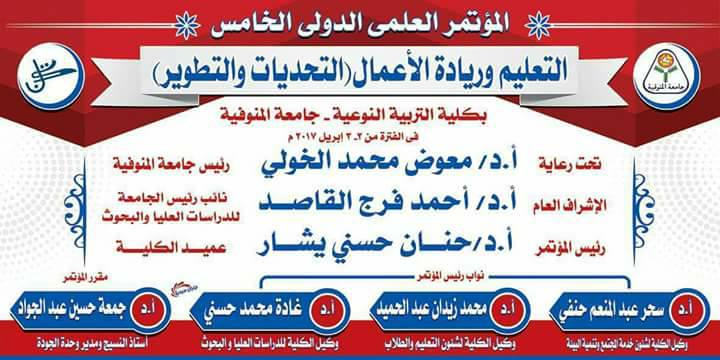 المؤتمر العلمى الدولى الخامس
التعليم وريادة الأعمال (التحديات والتطوير)
جامعة المنوفية
بكلية التربية النوعية - جامعة المنوفية
فى الفترة من ٢ـ ٣ إبريل ٢٠١٧ م
تحت رعاية أ.د/ معوض محمد الخولي رئيس جامعة المنوفية
الإشراف العام أ.د/ أحمد فرج القاصد نائب رئيس الجامعة للدراسات العليا والبحوث
رئيس المؤتمر أ.د/ حنان حسني يشار عميد الكلية
نواب رئيس المؤتمر
مقرر المؤتمر
أ.د سحر عبد المنعم حنفي
وكيل الكلية لشئون خدمة المجتمع وتنمية البيئة
أ.د محمد زيدان عبد الحميد
وكيل الكلية لشئون التعليم والطلاب
أ.د غادة محمد حسني
وكيل الكلية للدراسات العليا و البحوث
أ.د جمعة حسين عبد الجواد
أستاذ النسيج ومدير وحدة الجودة